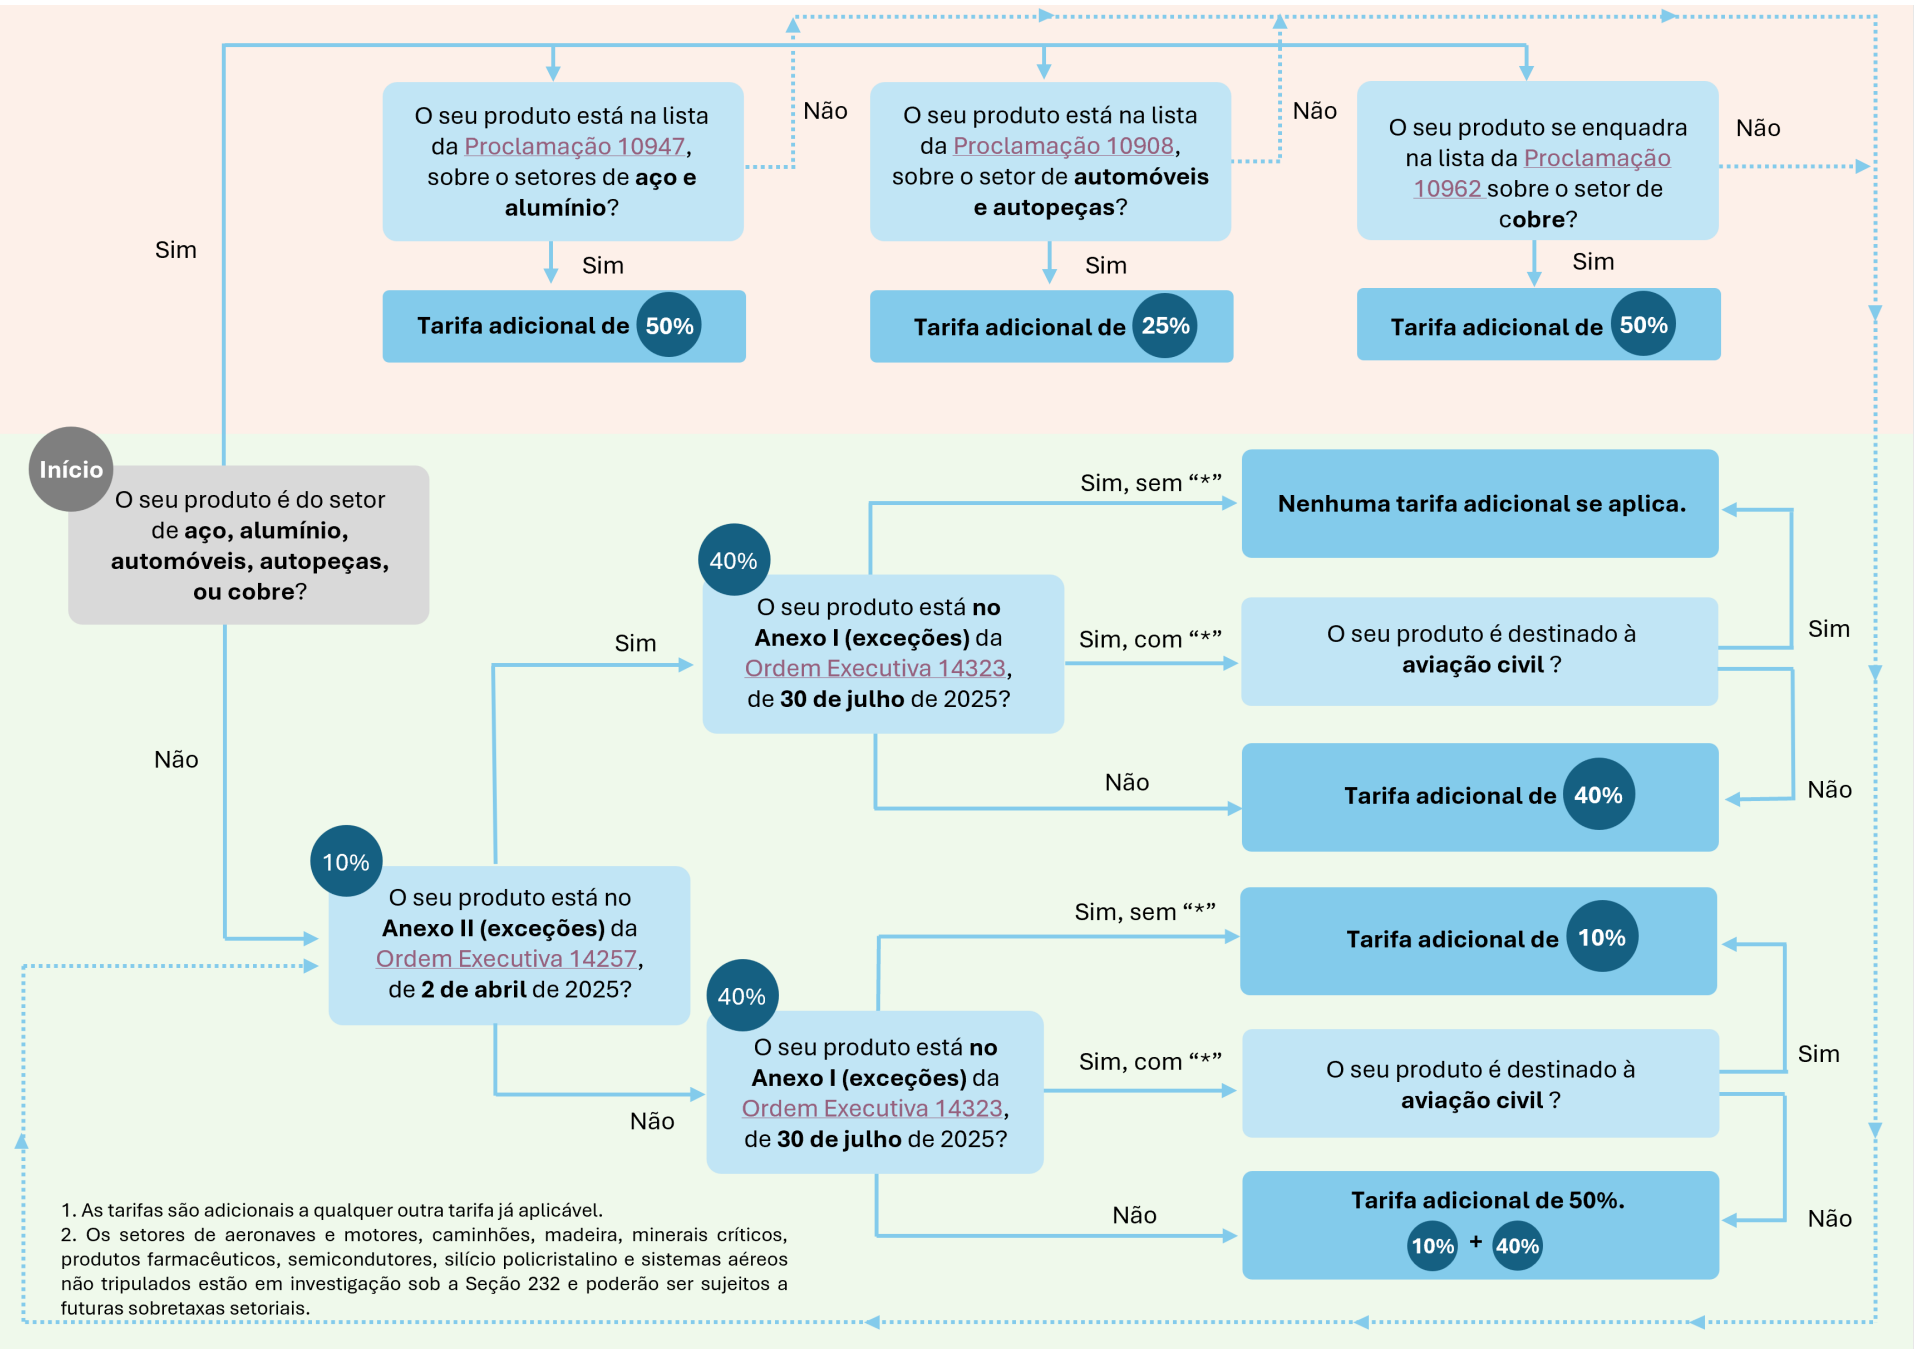 Não
Não
O seu produto está na lista
da Proclamação 10947,
sobre o setores de aço e
alumínio?
O seu produto está na lista
da Proclamação 10908,
sobre o setor de automóveis
e autopeças?
O seu produto se enquadra
na lista da Proclamação
10962 sobre o setor de
cobre?
Não
Sim
Sim
Sim
Sim
Tarifa adicional de 50%
Tarifa adicional de 25%
Tarifa adicional de 50%
Início
O seu produto é do setor
de aço, alumínio,
automóveis, autopeças,
ou cobre?
Sim, sem “*”
Nenhuma tarifa adicional se aplica.
40%
O seu produto está no
Anexo I (exceções) da
Ordem Executiva 14323,
de 30 de julho de 2025?
Sim
Sim, com “*”
O seu produto é destinado à
aviação civil ?
Sim
Não
Não
Tarifa adicional de 40%
Não
10%
O seu produto está no
Anexo II (exceções) da
Ordem Executiva 14257,
de 2 de abril de 2025?
Sim, sem “*”
Tarifa adicional de 10%
40%
O seu produto está no
Anexo I (exceções) da
Ordem Executiva 14323,
de 30 de julho de 2025?
Não
Sim, com “*”
O seu produto é destinado à
aviação civil ?
Sim
Não
Tarifa adicional de 50%.
10% + 40%
Não
1. As tarifas são adicionais a qualquer outra tarifa já aplicável.
2. Os setores de aeronaves e motores, caminhões, madeira, minerais críticos,
produtos farmacêuticos, semicondutores, silício policristalino e sistemas aéreos
não tripulados estão em investigação sob a Seção 232 e poderão ser sujeitos a
futuras sobretaxas setoriais.